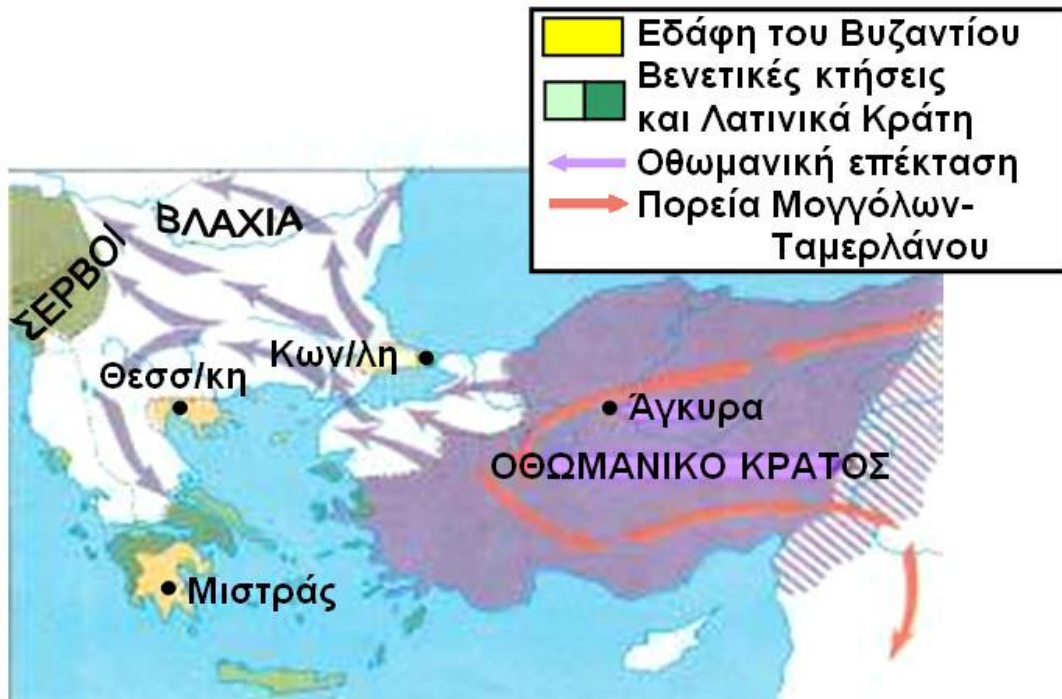 Εδάφη του Βυζαντίου
Βενετικές κτήσεις
και Λατινικά Κράτη
Οθωμανική επέκταση
Πορεία Μογγόλων-
Ταμερλάνου
ΒΛΑΧΙΑ
ΣΕΡΒΟΙ
Κων/λη
Θεσσ/κη
Άγκυρα
ΟΘΩΜΑΝΙΚΟ ΚΡΑΤΟΣ
Μιστράς